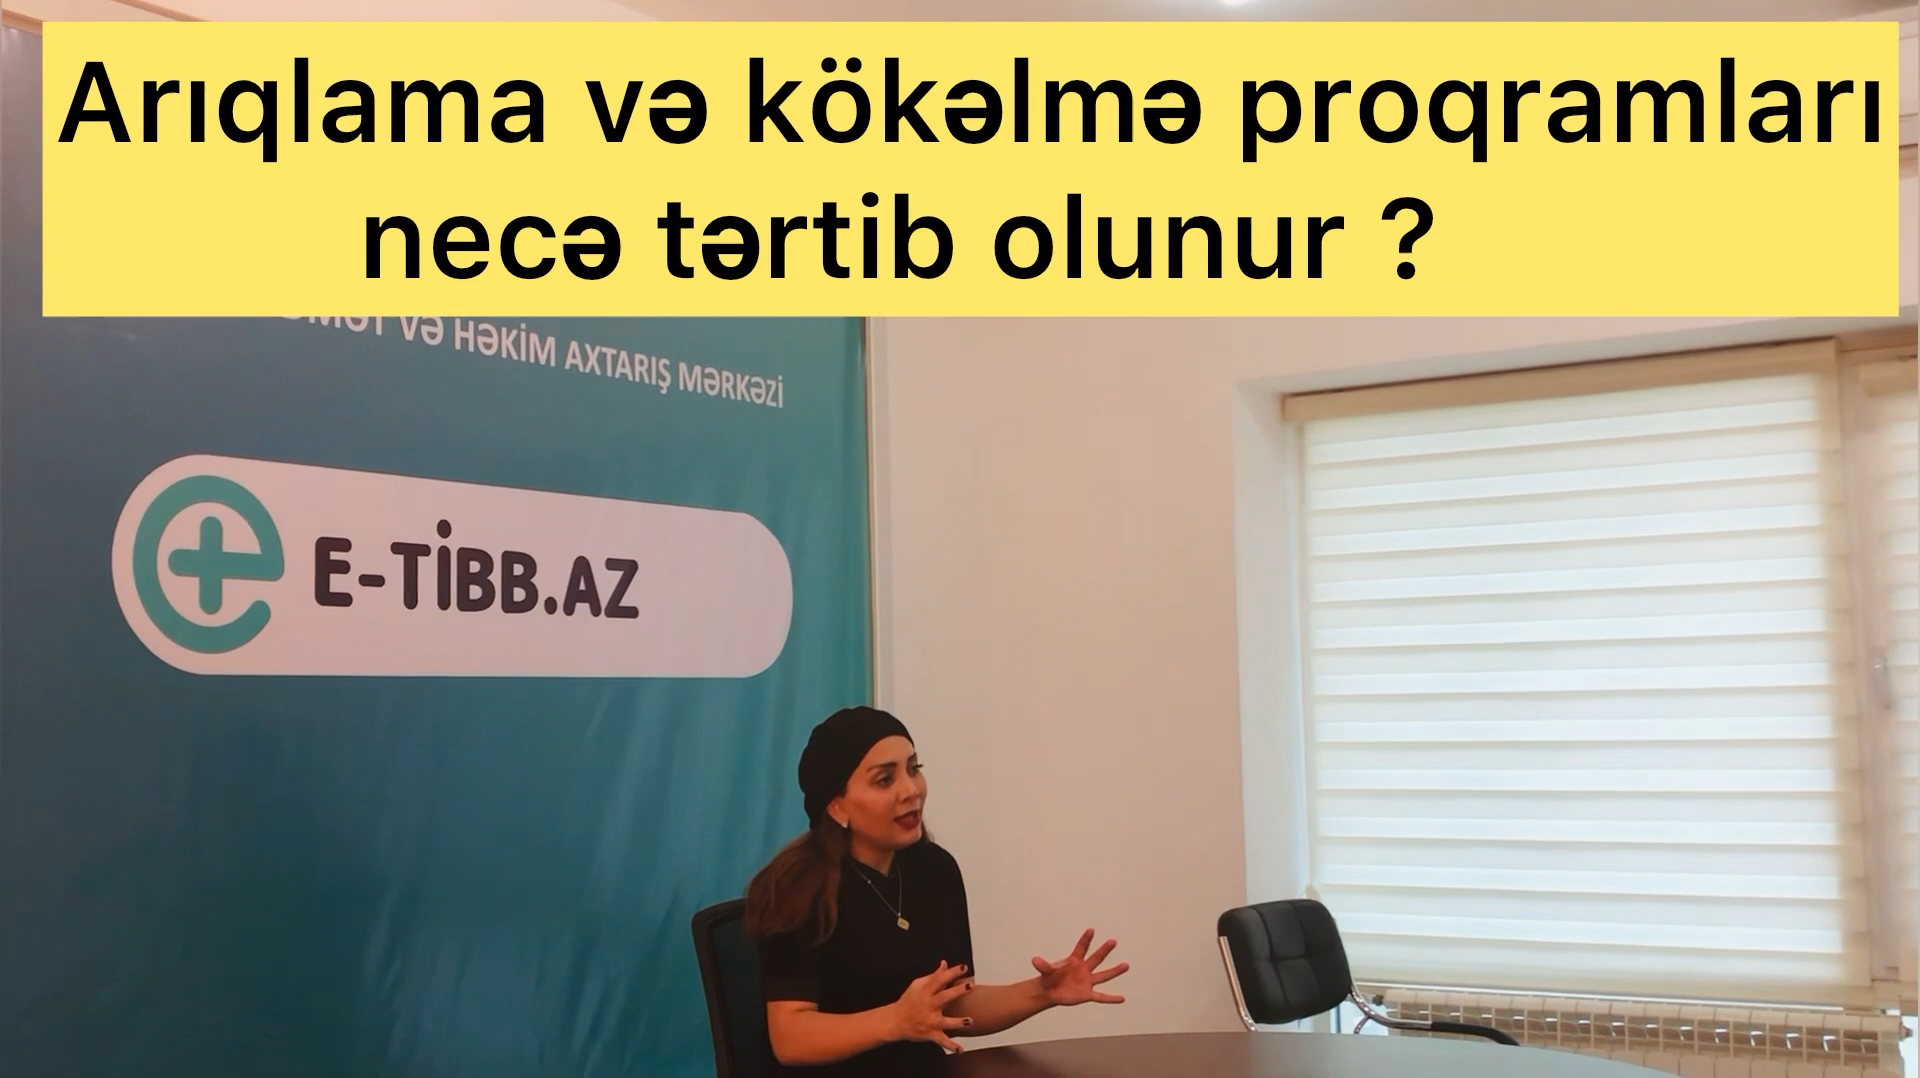 Arıqlama və kökəlmə proqramları
necə tərtib olunur ?
VƏ HƏKİM AXTARIŞ MƏRKƏZİ
E-TİBB.AZ